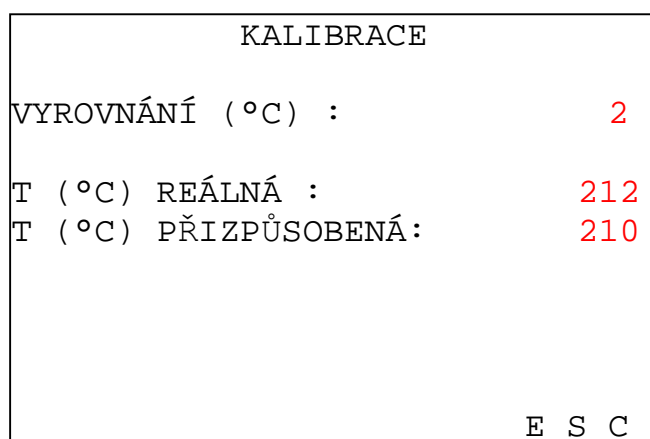 KALIBRACE
VYROVNÁNÍ (°C) : 2
T (°C) REÁLNÁ : 212
T (°C) PŘIZPŮSOBENÁ: 210
E S C